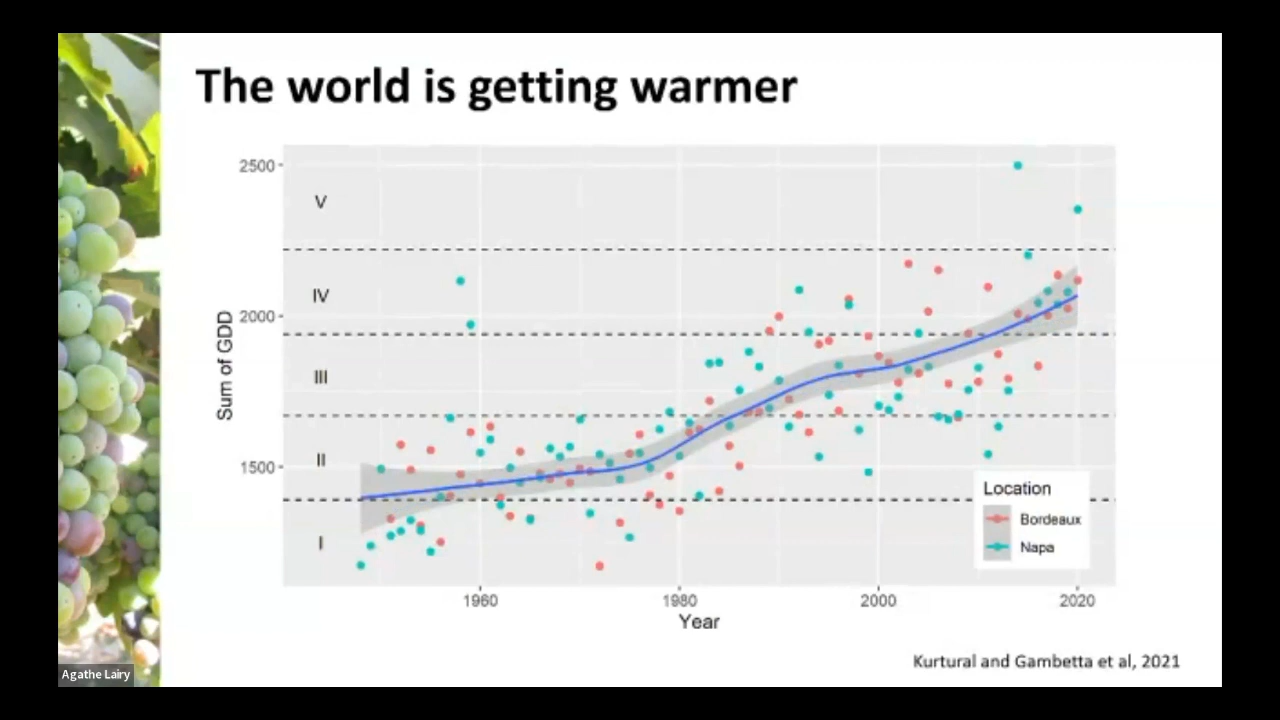 The world is getting warmer
2500
V
IV
2000
III
II
1500
I
Sum of GDD
Location
Bordeaux
Napa
1960
1980
2000
2020
Year
Kurtural and Gambetta et al, 2021
Agathe Lairy